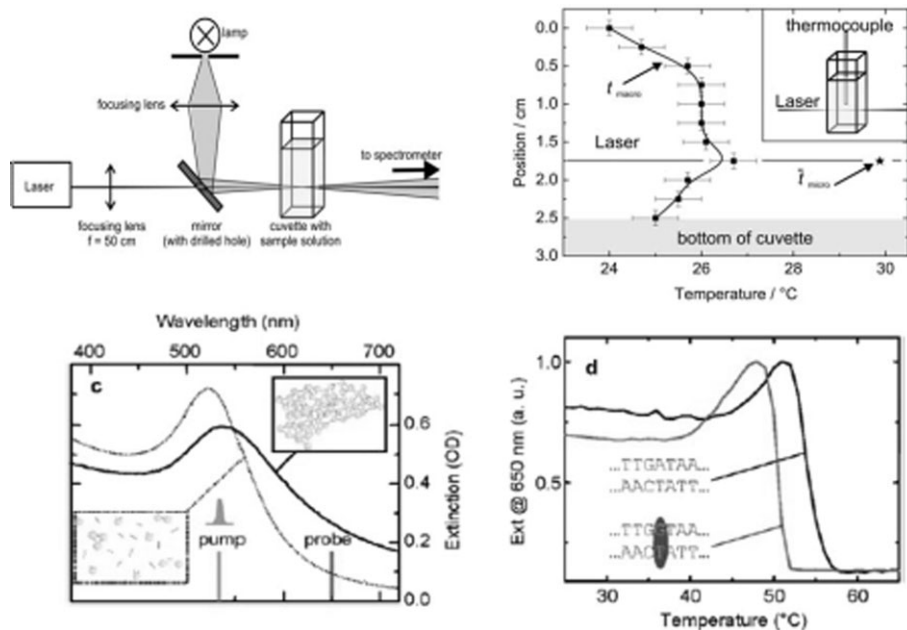 lamp
focusing lens
to spectrometer
Laser
focusing lens
f = 50 cm
mirror
(with drilled hole)
cuvette with
sample solution
Position / cm
0.0
0.5
1.0
1.5
2.0
2.5
3.0
t macro
Laser
thermocouple
Laser
t̄ micro
bottom of cuvette
24 26 28 30
Temperature / °C
Wavelength (nm)
400 500 600 700
c
pump
probe
0.6
0.4
0.2
0.0
Extinction (OD)
d
Ext @ 650 nm (a. u.)
1.0
0.5
...TTGATAA...
...AACTATT...
...TTGGTAA...
...AACTATT...
30 40 50 60
Temperature (°C)